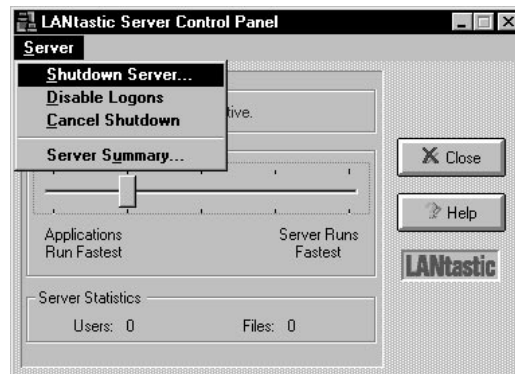 LANtastic Server Control Panel
Server
Shutdown Server...
Disable Logons
Cancel Shutdown
Server Summary...
tive.
Applications Run Fastest
Server Runs Fastest
Server Statistics
Users: 0
Files: 0
Close
Help
LANtastic